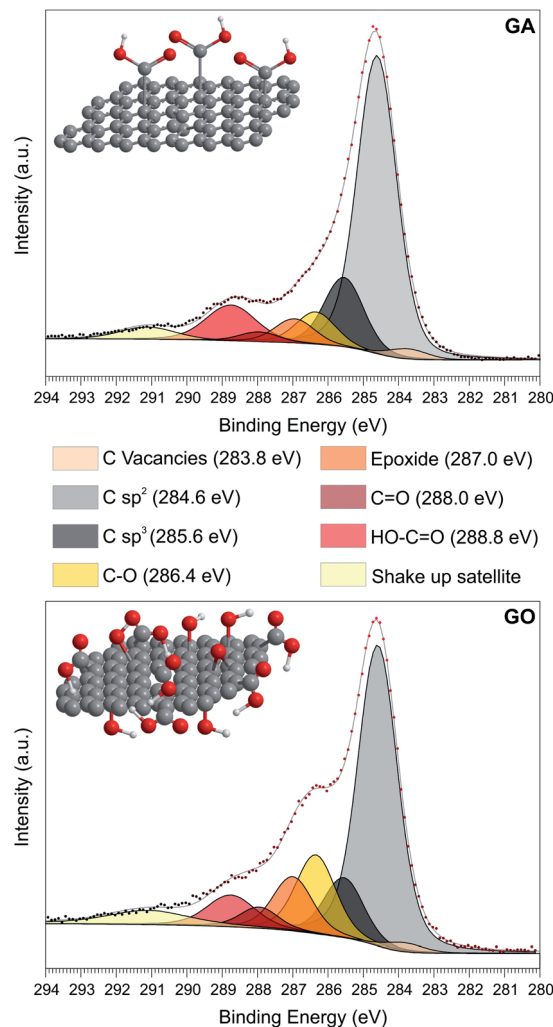 GA
Intensity (a.u.)
294 293 292 291 290 289 288 287 286 285 284 283 282 281 280
Binding Energy (eV)
C Vacancies (283.8 eV)
Epoxide (287.0 eV)
C sp² (284.6 eV)
C=O (288.0 eV)
C sp³ (285.6 eV)
HO-C=O (288.8 eV)
C-O (286.4 eV)
Shake up satellite
GO
Intensity (a.u.)
294 293 292 291 290 289 288 287 286 285 284 283 282 281 280
Binding Energy (eV)